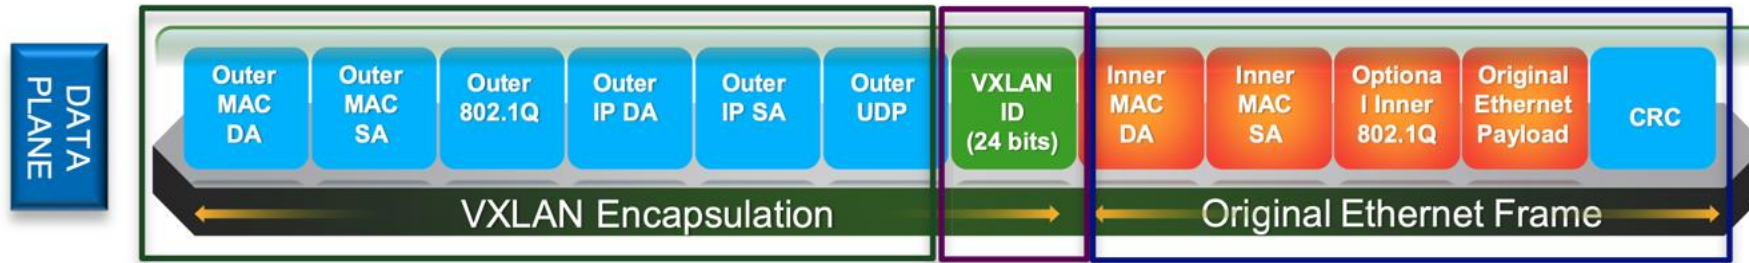 DATA
PLANE
Outer
MAC
DA
Outer
MAC
SA
Outer
802.1Q
Outer
IP DA
Outer
IP SA
Outer
UDP
VXLAN
ID
(24 bits)
Inner
MAC
DA
Inner
MAC
SA
Optiona
l Inner
802.1Q
Original
Ethernet
Payload
CRC
VXLAN Encapsulation
Original Ethernet Frame